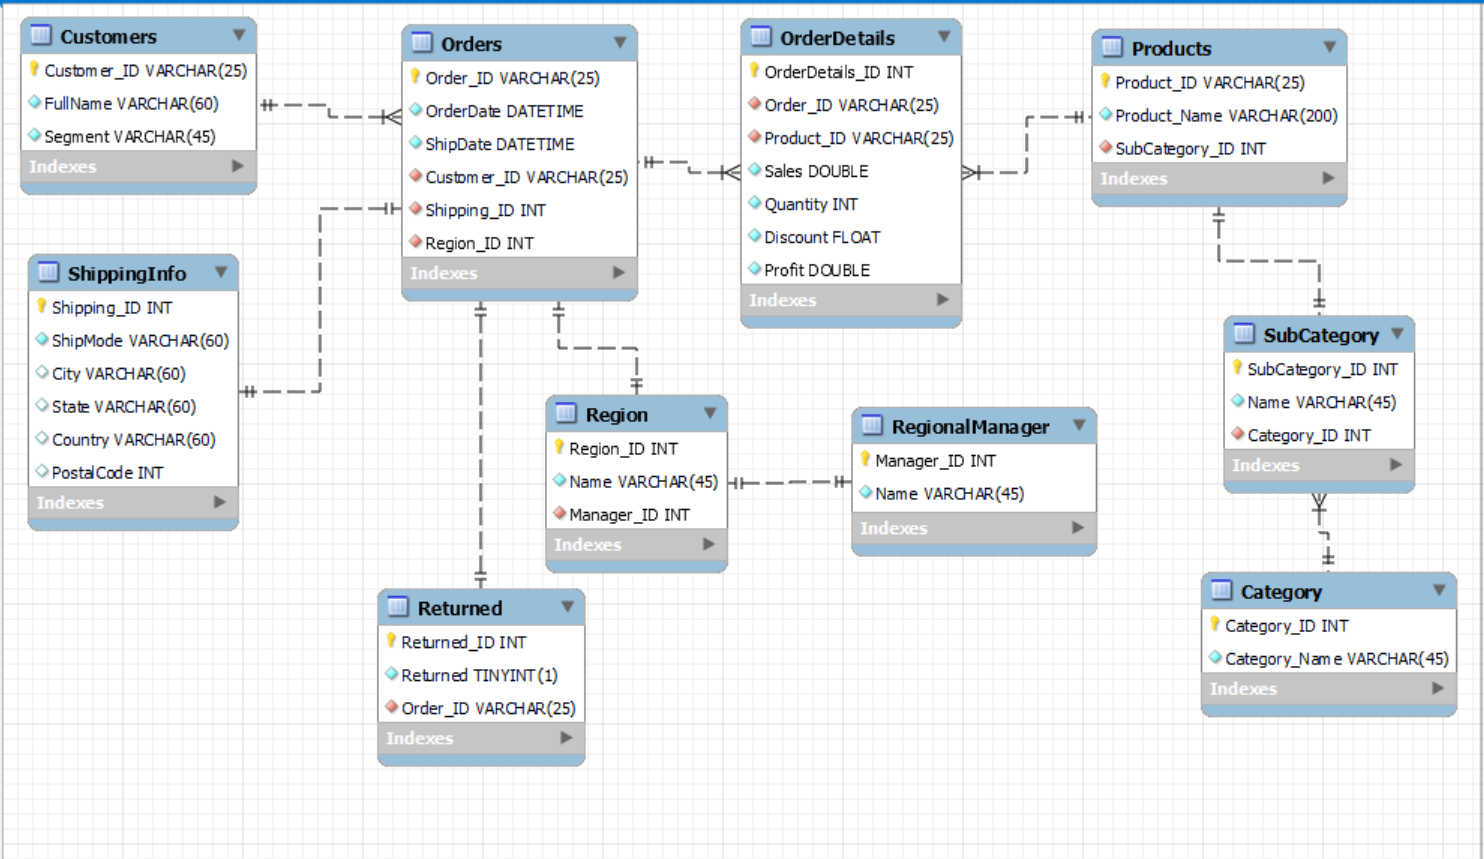 Customers
Customer_ID VARCHAR(25)
FullName VARCHAR(60)
Segment VARCHAR(45)
Indexes
Orders
Order_ID VARCHAR(25)
OrderDate DATETIME
ShipDate DATETIME
Customer_ID VARCHAR(25)
Shipping_ID INT
Region_ID INT
Indexes
OrderDetails
OrderDetails_ID INT
Order_ID VARCHAR(25)
Product_ID VARCHAR(25)
Sales DOUBLE
Quantity INT
Discount FLOAT
Profit DOUBLE
Indexes
Products
Product_ID VARCHAR(25)
Product_Name VARCHAR(200)
SubCategory_ID INT
Indexes
ShippingInfo
Shipping_ID INT
ShipMode VARCHAR(60)
City VARCHAR(60)
State VARCHAR(60)
Country VARCHAR(60)
PostalCode INT
Indexes
Region
Region_ID INT
Name VARCHAR(45)
Manager_ID INT
Indexes
RegionalManager
Manager_ID INT
Name VARCHAR(45)
Indexes
SubCategory
SubCategory_ID INT
Name VARCHAR(45)
Category_ID INT
Indexes
Returned
Returned_ID INT
Returned TINYINT(1)
Order_ID VARCHAR(25)
Indexes
Category
Category_ID INT
Category_Name VARCHAR(45)
Indexes